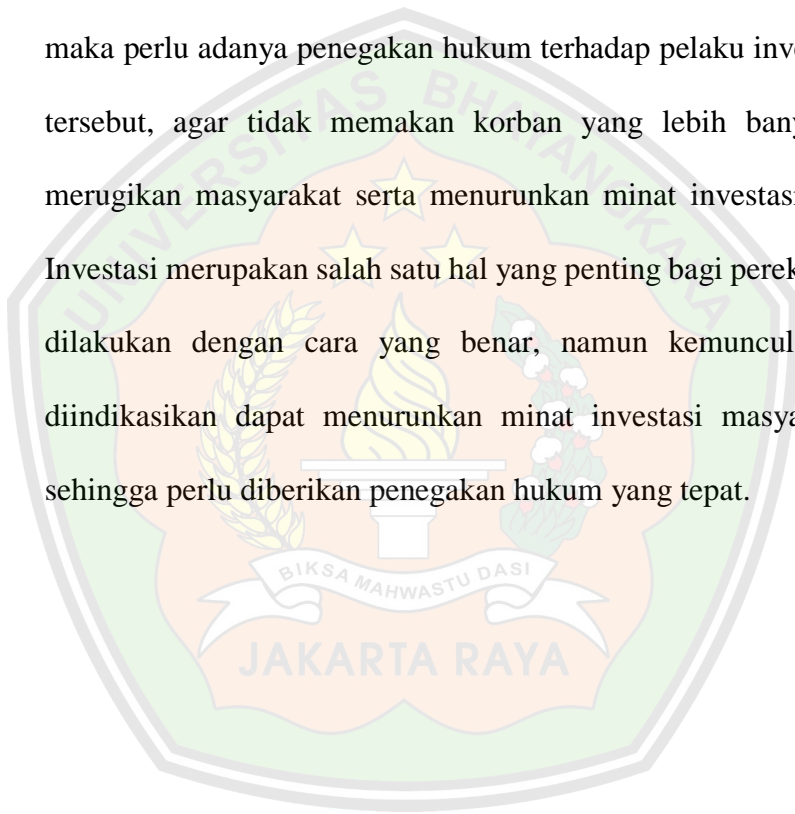 maka perlu adanya penegakan hukum terhadap pelaku inve
tersebut, agar tidak memakan korban yang lebih bany
merugikan masyarakat serta menurunkan minat investasi
Investasi merupakan salah satu hal yang penting bagi perek
dilakukan dengan cara yang benar, namun kemuncul
diindikasikan dapat menurunkan minat investasi masya
sehingga perlu diberikan penegakan hukum yang tepat.
UNIVERSITAS BHAYANGKARA
BIKSA MAHWASTU DASI
JAKARTA RAYA